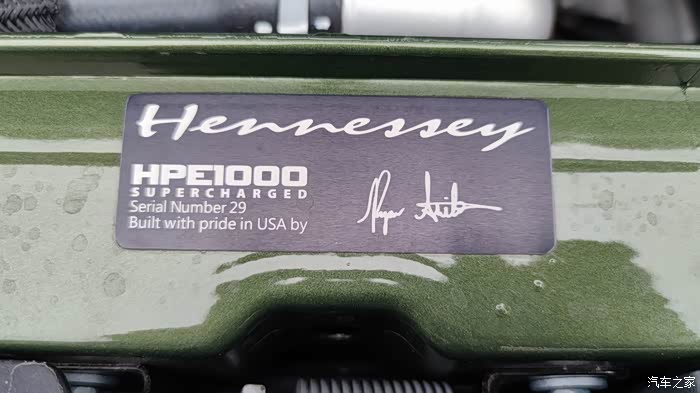 Hennessey
HPE1000
SUPERCHARGED
Serial Number 29
Built with pride in USA by
汽车之家